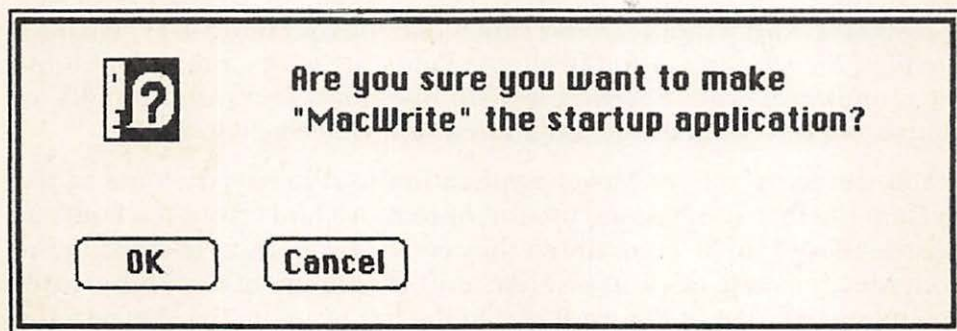 ?
Are you sure you want to make
"MacWrite" the startup application?
OK
Cancel